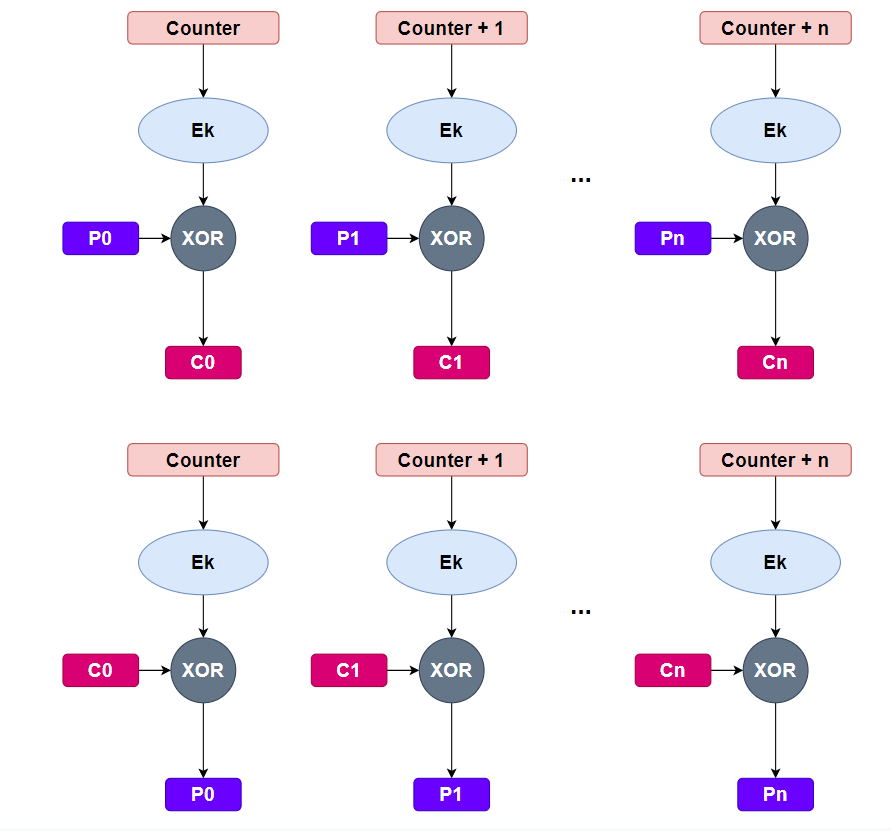 Counter Counter + 1 Counter + n
Ek Ek Ek
...
P0 XOR P1 XOR Pn XOR
C0 C1 Cn
Counter Counter + 1 Counter + n
Ek Ek Ek
...
C0 XOR C1 XOR Cn XOR
P0 P1 Pn